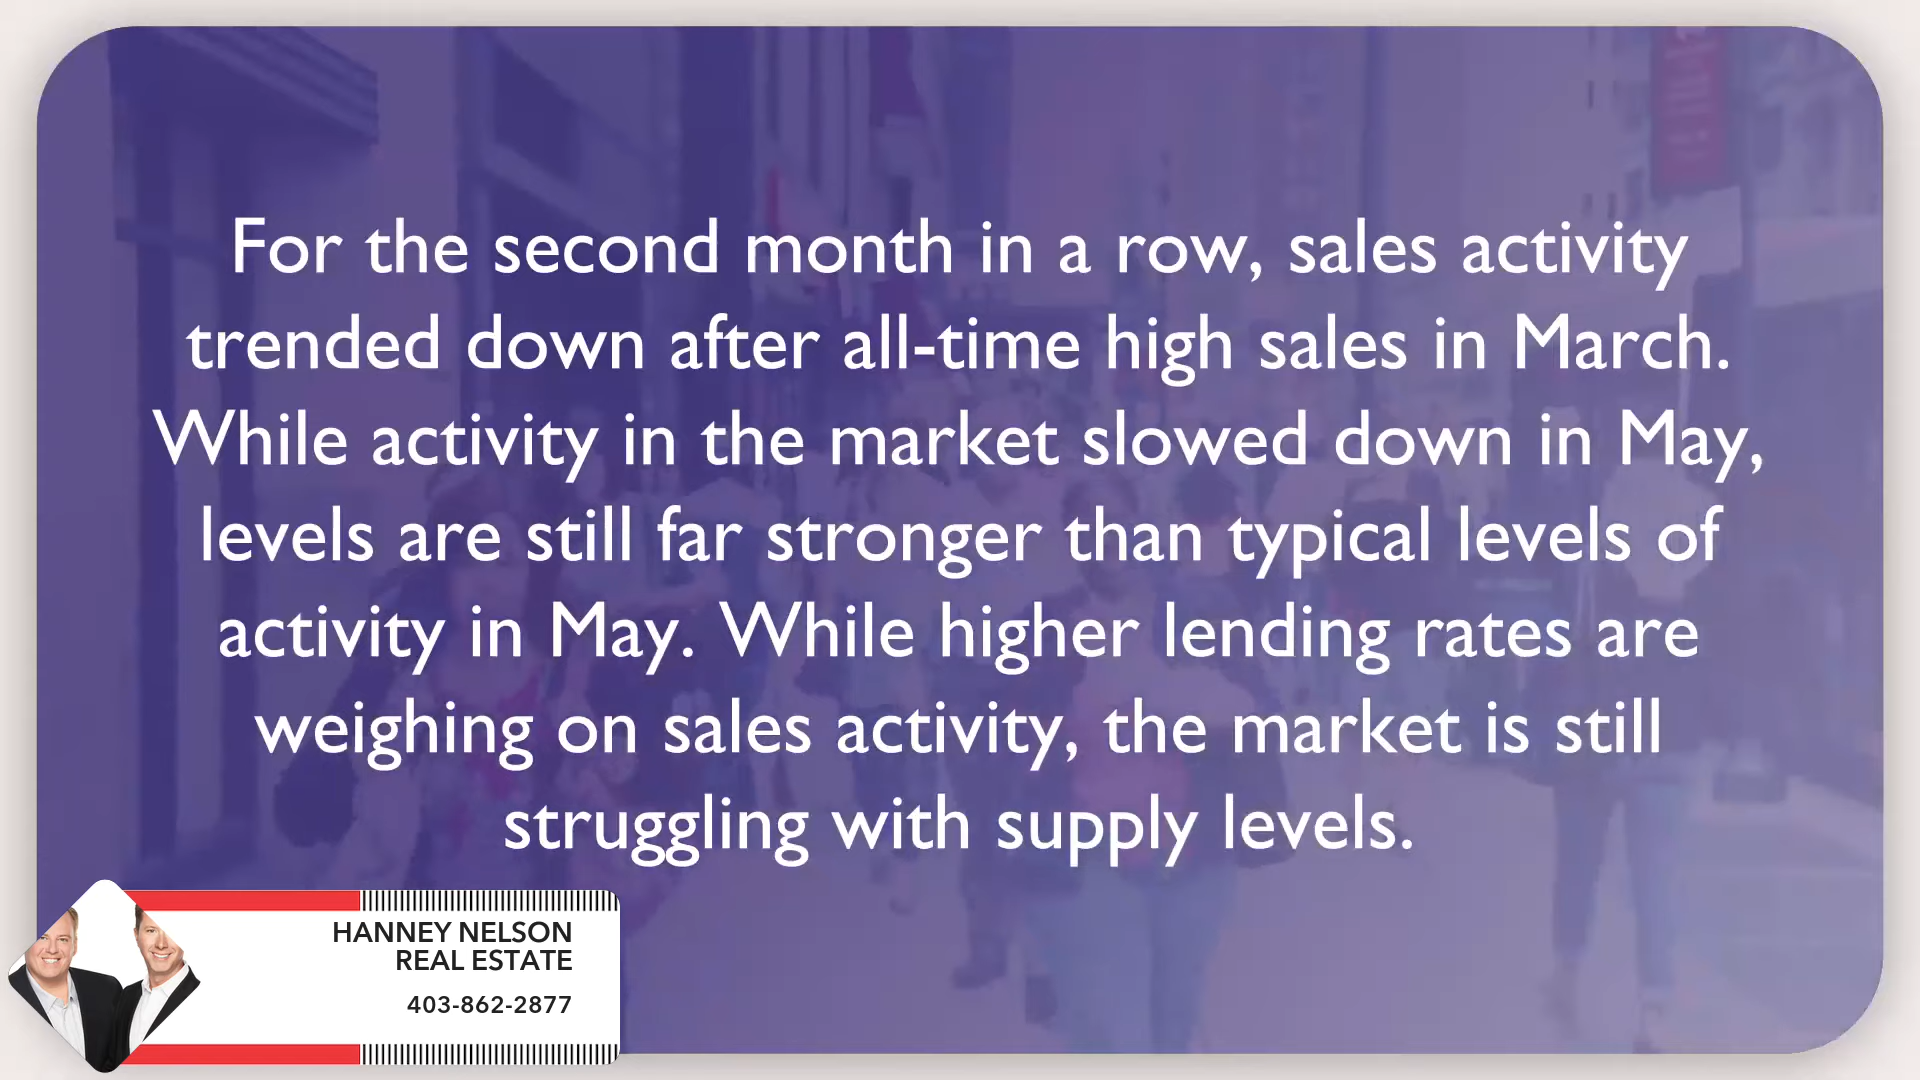 For the second month in a row, sales activity
trended down after all-time high sales in March.
While activity in the market slowed down in May,
levels are still far stronger than typical levels of
activity in May. While higher lending rates are
weighing on sales activity, the market is still
struggling with supply levels.
HANNEY NELSON
REAL ESTATE
403-862-2877